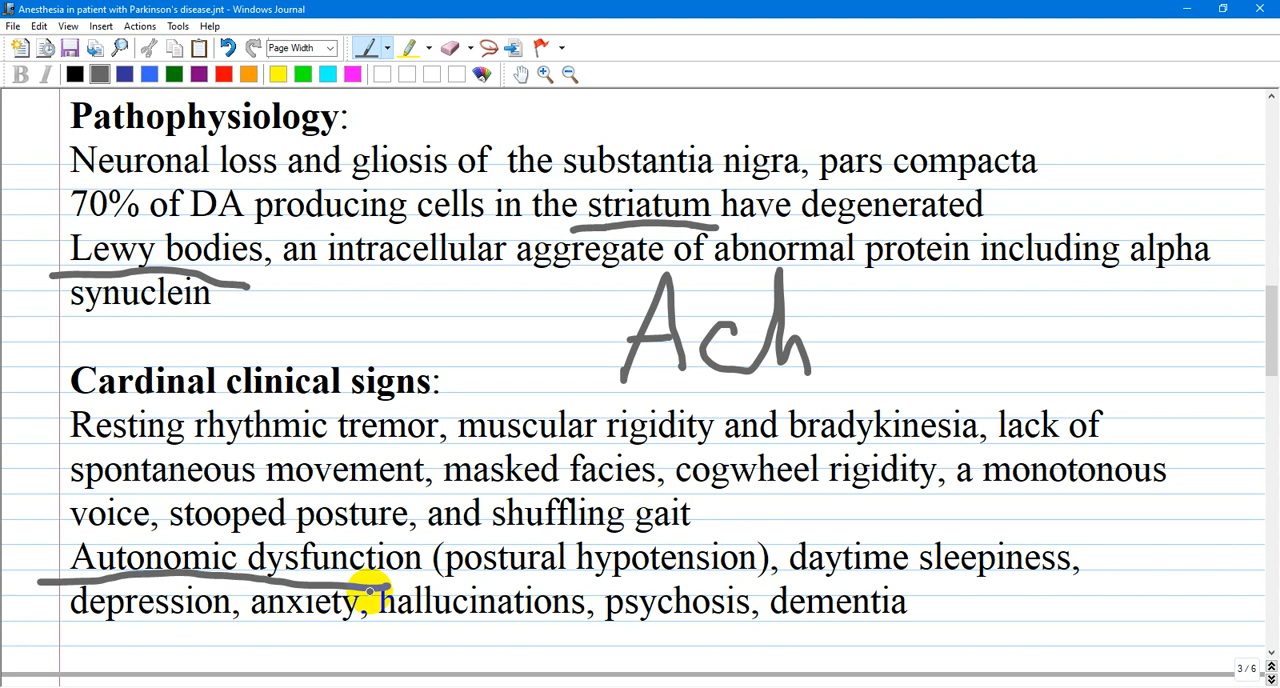 Anesthesia in patient with Parkinson's disease.jnt - Windows Journal
File Edit View Insert Actions Tools Help
Page Width
B I
Pathophysiology:
Neuronal loss and gliosis of the substantia nigra, pars compacta
70% of DA producing cells in the striatum have degenerated
Lewy bodies, an intracellular aggregate of abnormal protein including alpha
synuclein
Ach
Cardinal clinical signs:
Resting rhythmic tremor, muscular rigidity and bradykinesia, lack of
spontaneous movement, masked facies, cogwheel rigidity, a monotonous
voice, stooped posture, and shuffling gait
Autonomic dysfunction (postural hypotension), daytime sleepiness,
depression, anxiety, hallucinations, psychosis, dementia
3 / 6